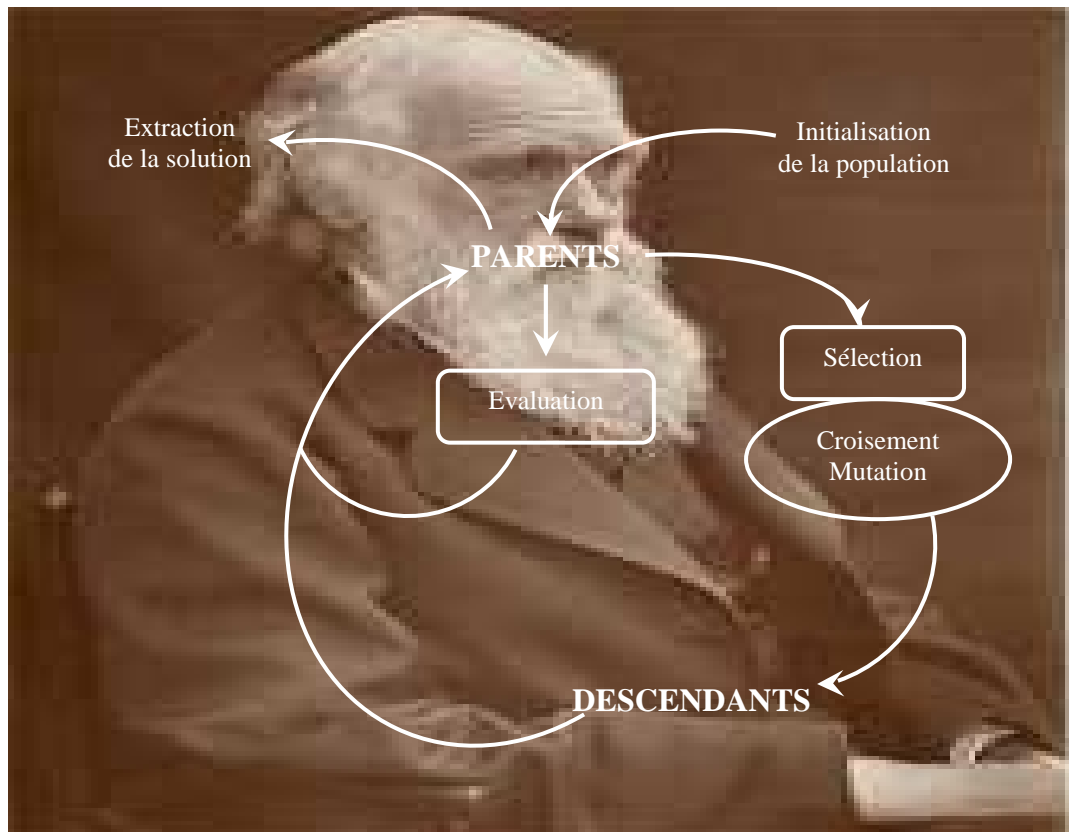 Extraction
de la solution
Initialisation
de la population
PARENTS
Sélection
Evaluation
Croisement
Mutation
DESCENDANTS